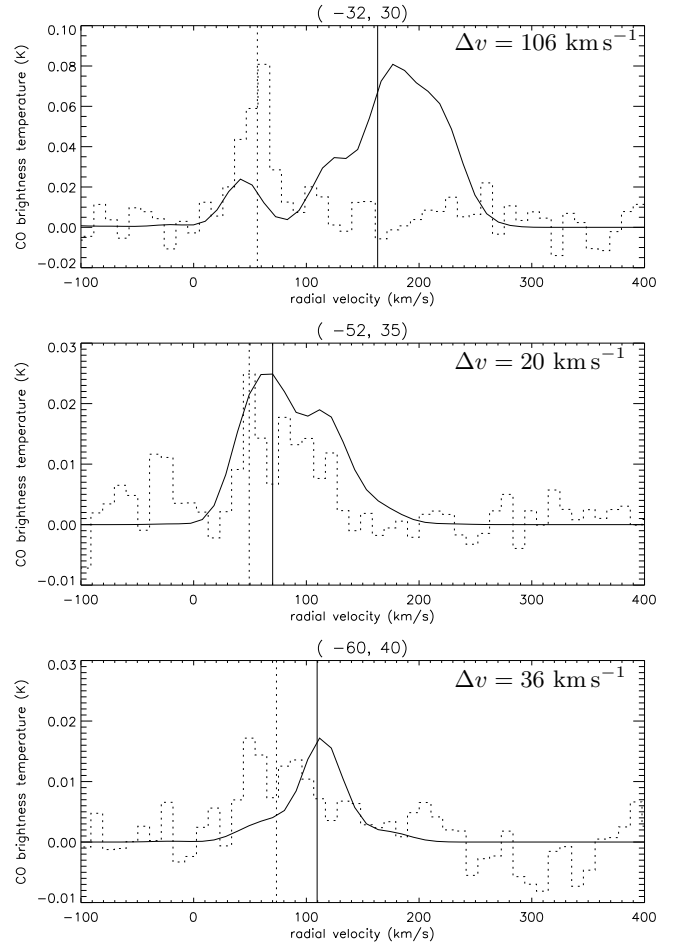 ( −32, 30)
Δv = 106 km s⁻¹
CO brightness temperature (K)
0.10
0.08
0.06
0.04
0.02
0.00
−0.02
−100 0 100 200 300 400
radial velocity (km/s)
( −52, 35)
Δv = 20 km s⁻¹
CO brightness temperature (K)
0.03
0.02
0.01
0.00
−0.01
−100 0 100 200 300 400
radial velocity (km/s)
( −60, 40)
Δv = 36 km s⁻¹
CO brightness temperature (K)
0.03
0.02
0.01
0.00
−0.01
−100 0 100 200 300 400
radial velocity (km/s)